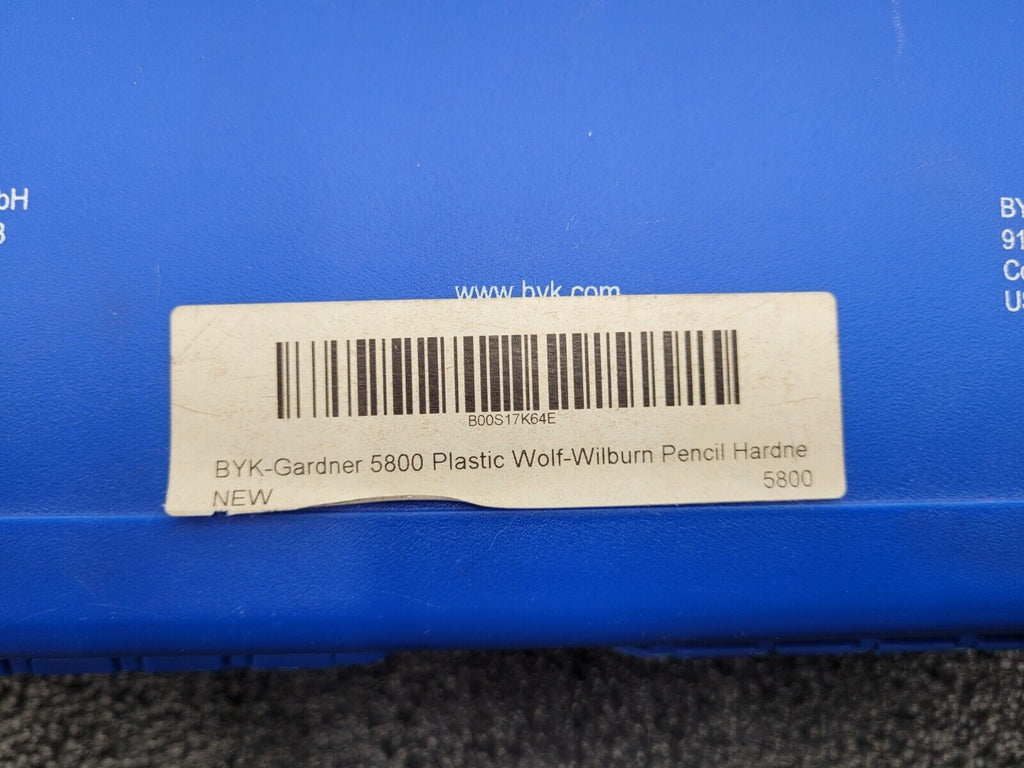 bH
8
www.byk.com
BY
91
Co
US
B00S17K64E
BYK-Gardner 5800 Plastic Wolf-Wilburn Pencil Hardne
NEW
5800